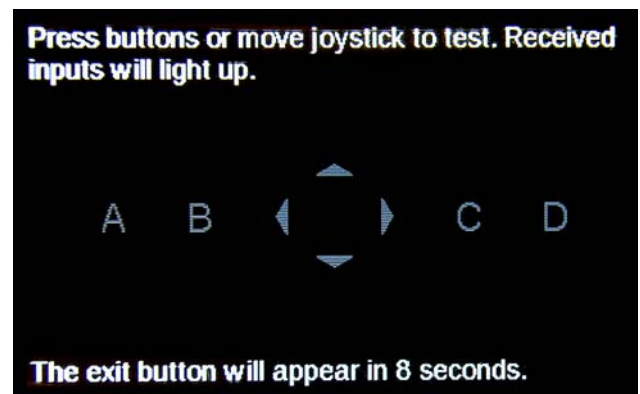 Press buttons or move joystick to test. Received
inputs will light up.
A B C D
The exit button will appear in 8 seconds.